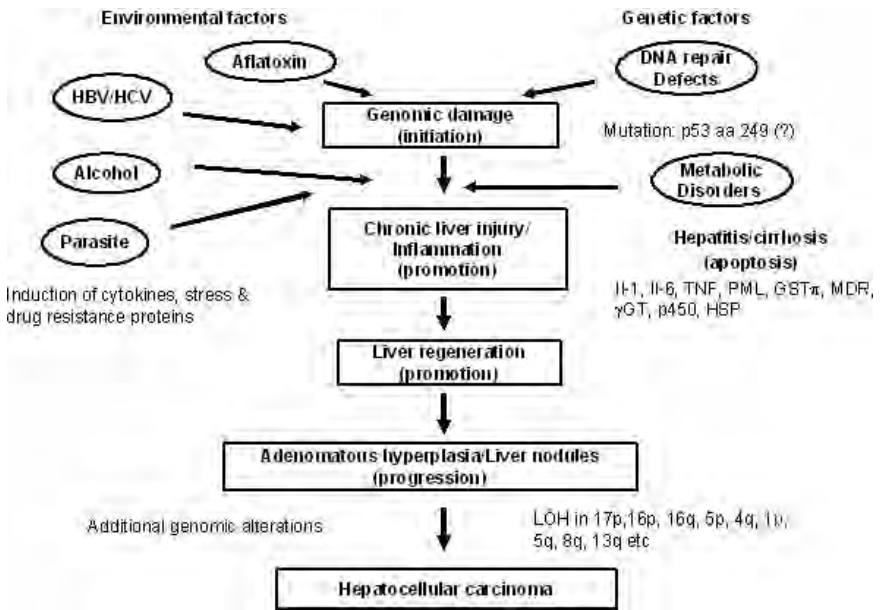 Environmental factors
Genetic factors
Aflatoxin
DNA repair
Defects
HBV/HCV
Genomic damage
(initiation)
Mutation: p53 aa 249 (?)
Alcohol
Metabolic
Disorders
Parasite
Chronic liver injury/
Inflammation
(promotion)
Hepatitis/cirrhosis
(apoptosis)
Induction of cytokines, stress &
drug resistance proteins
Il-1, Il-6, TNF, PML, GSTπ, MDR,
γGT, p450, HSP
Liver regeneration
(promotion)
Adenomatous hyperplasia/Liver nodules
(progression)
Additional genomic alterations
LOH in 17p,16p, 16q, 5p, 4q, 1p,
5q, 8q, 13q etc
Hepatocellular carcinoma